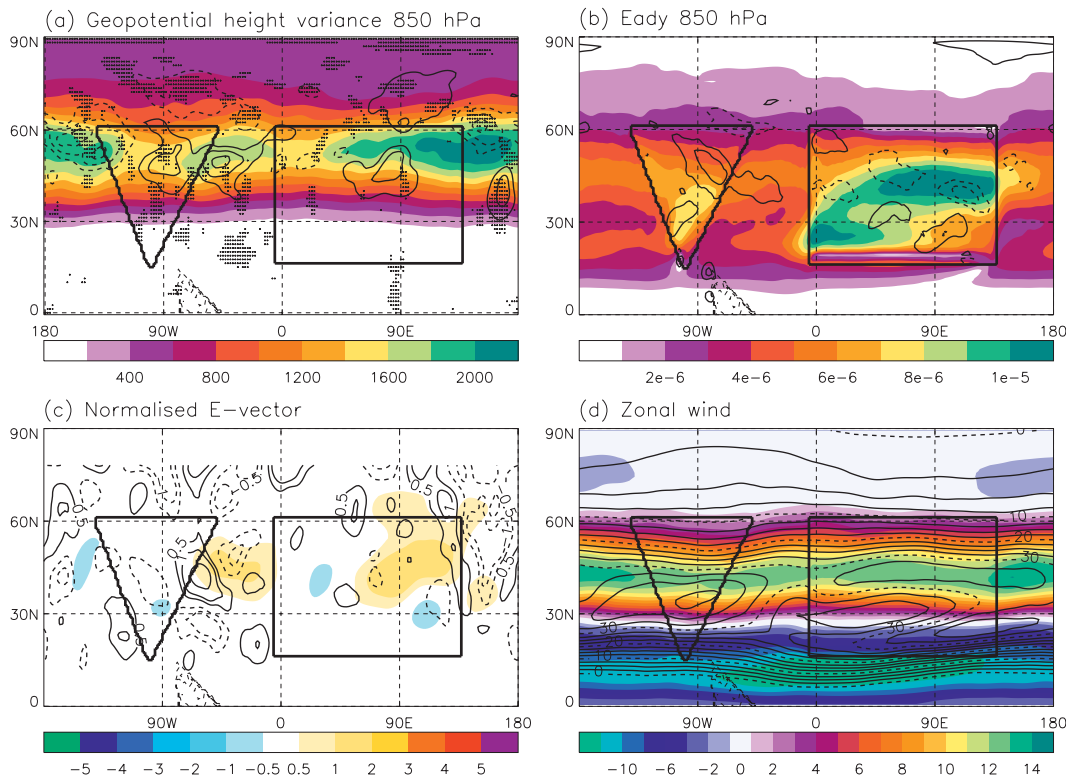 (a) Geopotential height variance 850 hPa
(b) Eady 850 hPa
90N
60N
30N
0
180
90W
0
90E
400
800
1200
1600
2000
90N
60N
30N
0
8
0
90W
0
90E
180
2e-6
4e-6
6e-6
8e-6
1e-5
(c) Normalised E-vector
(d) Zonal wind
90N
60N
30N
0
0.5
0.5
0.5
0.5
90W
0
90E
180
-5
-4
-3
-2
-1
-0.5
0.5
1
2
3
4
5
90N
60N
30N
0
0
10
20
30
30
30
10
0
90W
0
90E
180
-10
-6
-4
-2
0
2
4
6
8
10
12
14